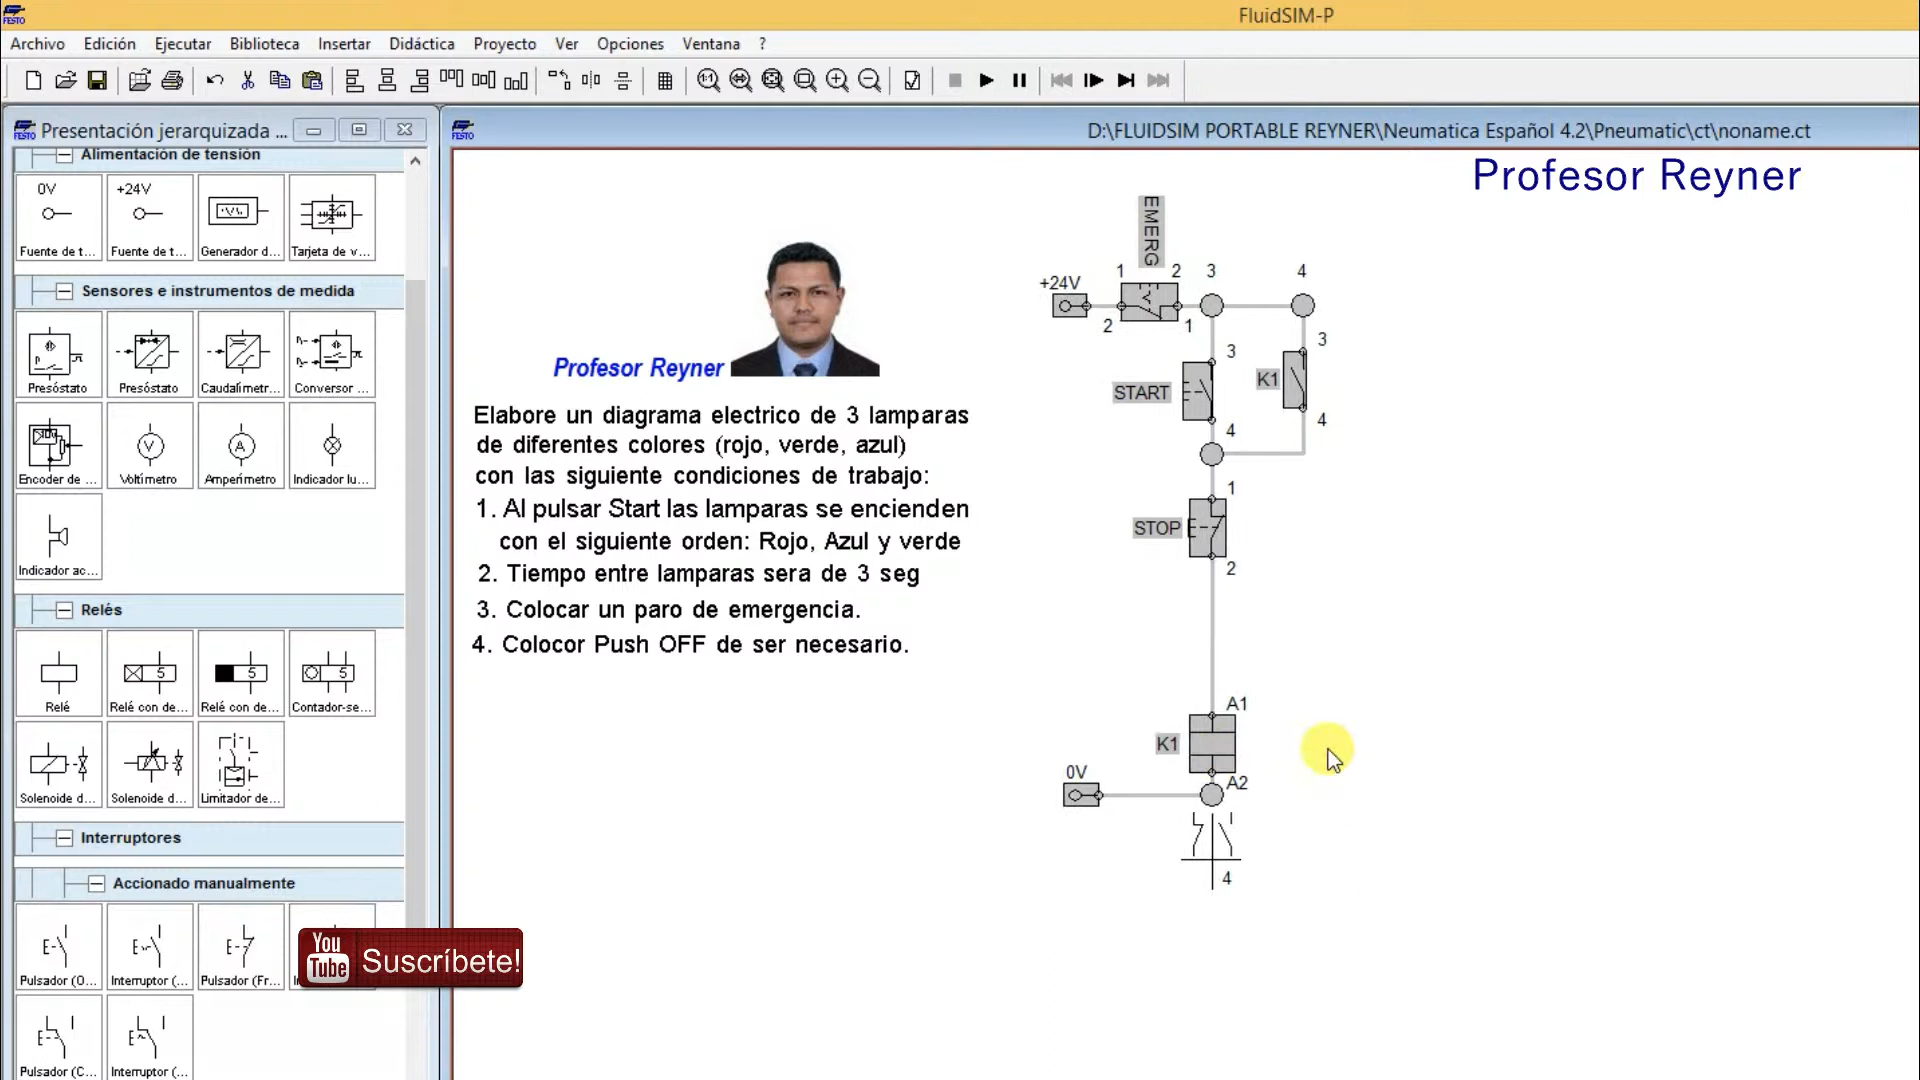 FESTO
FluidSIM-P
Archivo Edición Ejecutar Biblioteca Insertar Didáctica Proyecto Ver Opciones Ventana ?
FESTO Presentación jerarquizada ...
FESTO D:\FLUIDSIM PORTABLE REYNER\Neumatica Español 4.2\Pneumatic\ct\noname.ct
Alimentación de tensión
0V +24V
Fuente de t... Fuente de t... Generador d... Tarjeta de v...
Sensores e instrumentos de medida
Presóstato Presóstato Caudalímetr... Conversor ...
V A
Encoder de ... Voltímetro Amperímetro Indicador lu...
Indicador ac...
Relés
5 5 5
Relé Relé con de... Relé con de... Contador-se...
Solenoide d... Solenoide d... Limitador de...
Interruptores
Accionado manualmente
Pulsador (O... Interruptor (... Pulsador (Fr...
Pulsador (C... Interruptor (...
You Tube Suscríbete!
Profesor Reyner
Profesor Reyner
Elabore un diagrama electrico de 3 lamparas
de diferentes colores (rojo, verde, azul)
con las siguiente condiciones de trabajo:
1. Al pulsar Start las lamparas se encienden
con el siguiente orden: Rojo, Azul y verde
2. Tiempo entre lamparas sera de 3 seg
3. Colocar un paro de emergencia.
4. Colocor Push OFF de ser necesario.
EMERG
1 2 3 4
+24V
2 1
3
3
START K1
4
4
1
STOP
2
A1
K1
0V A2
4